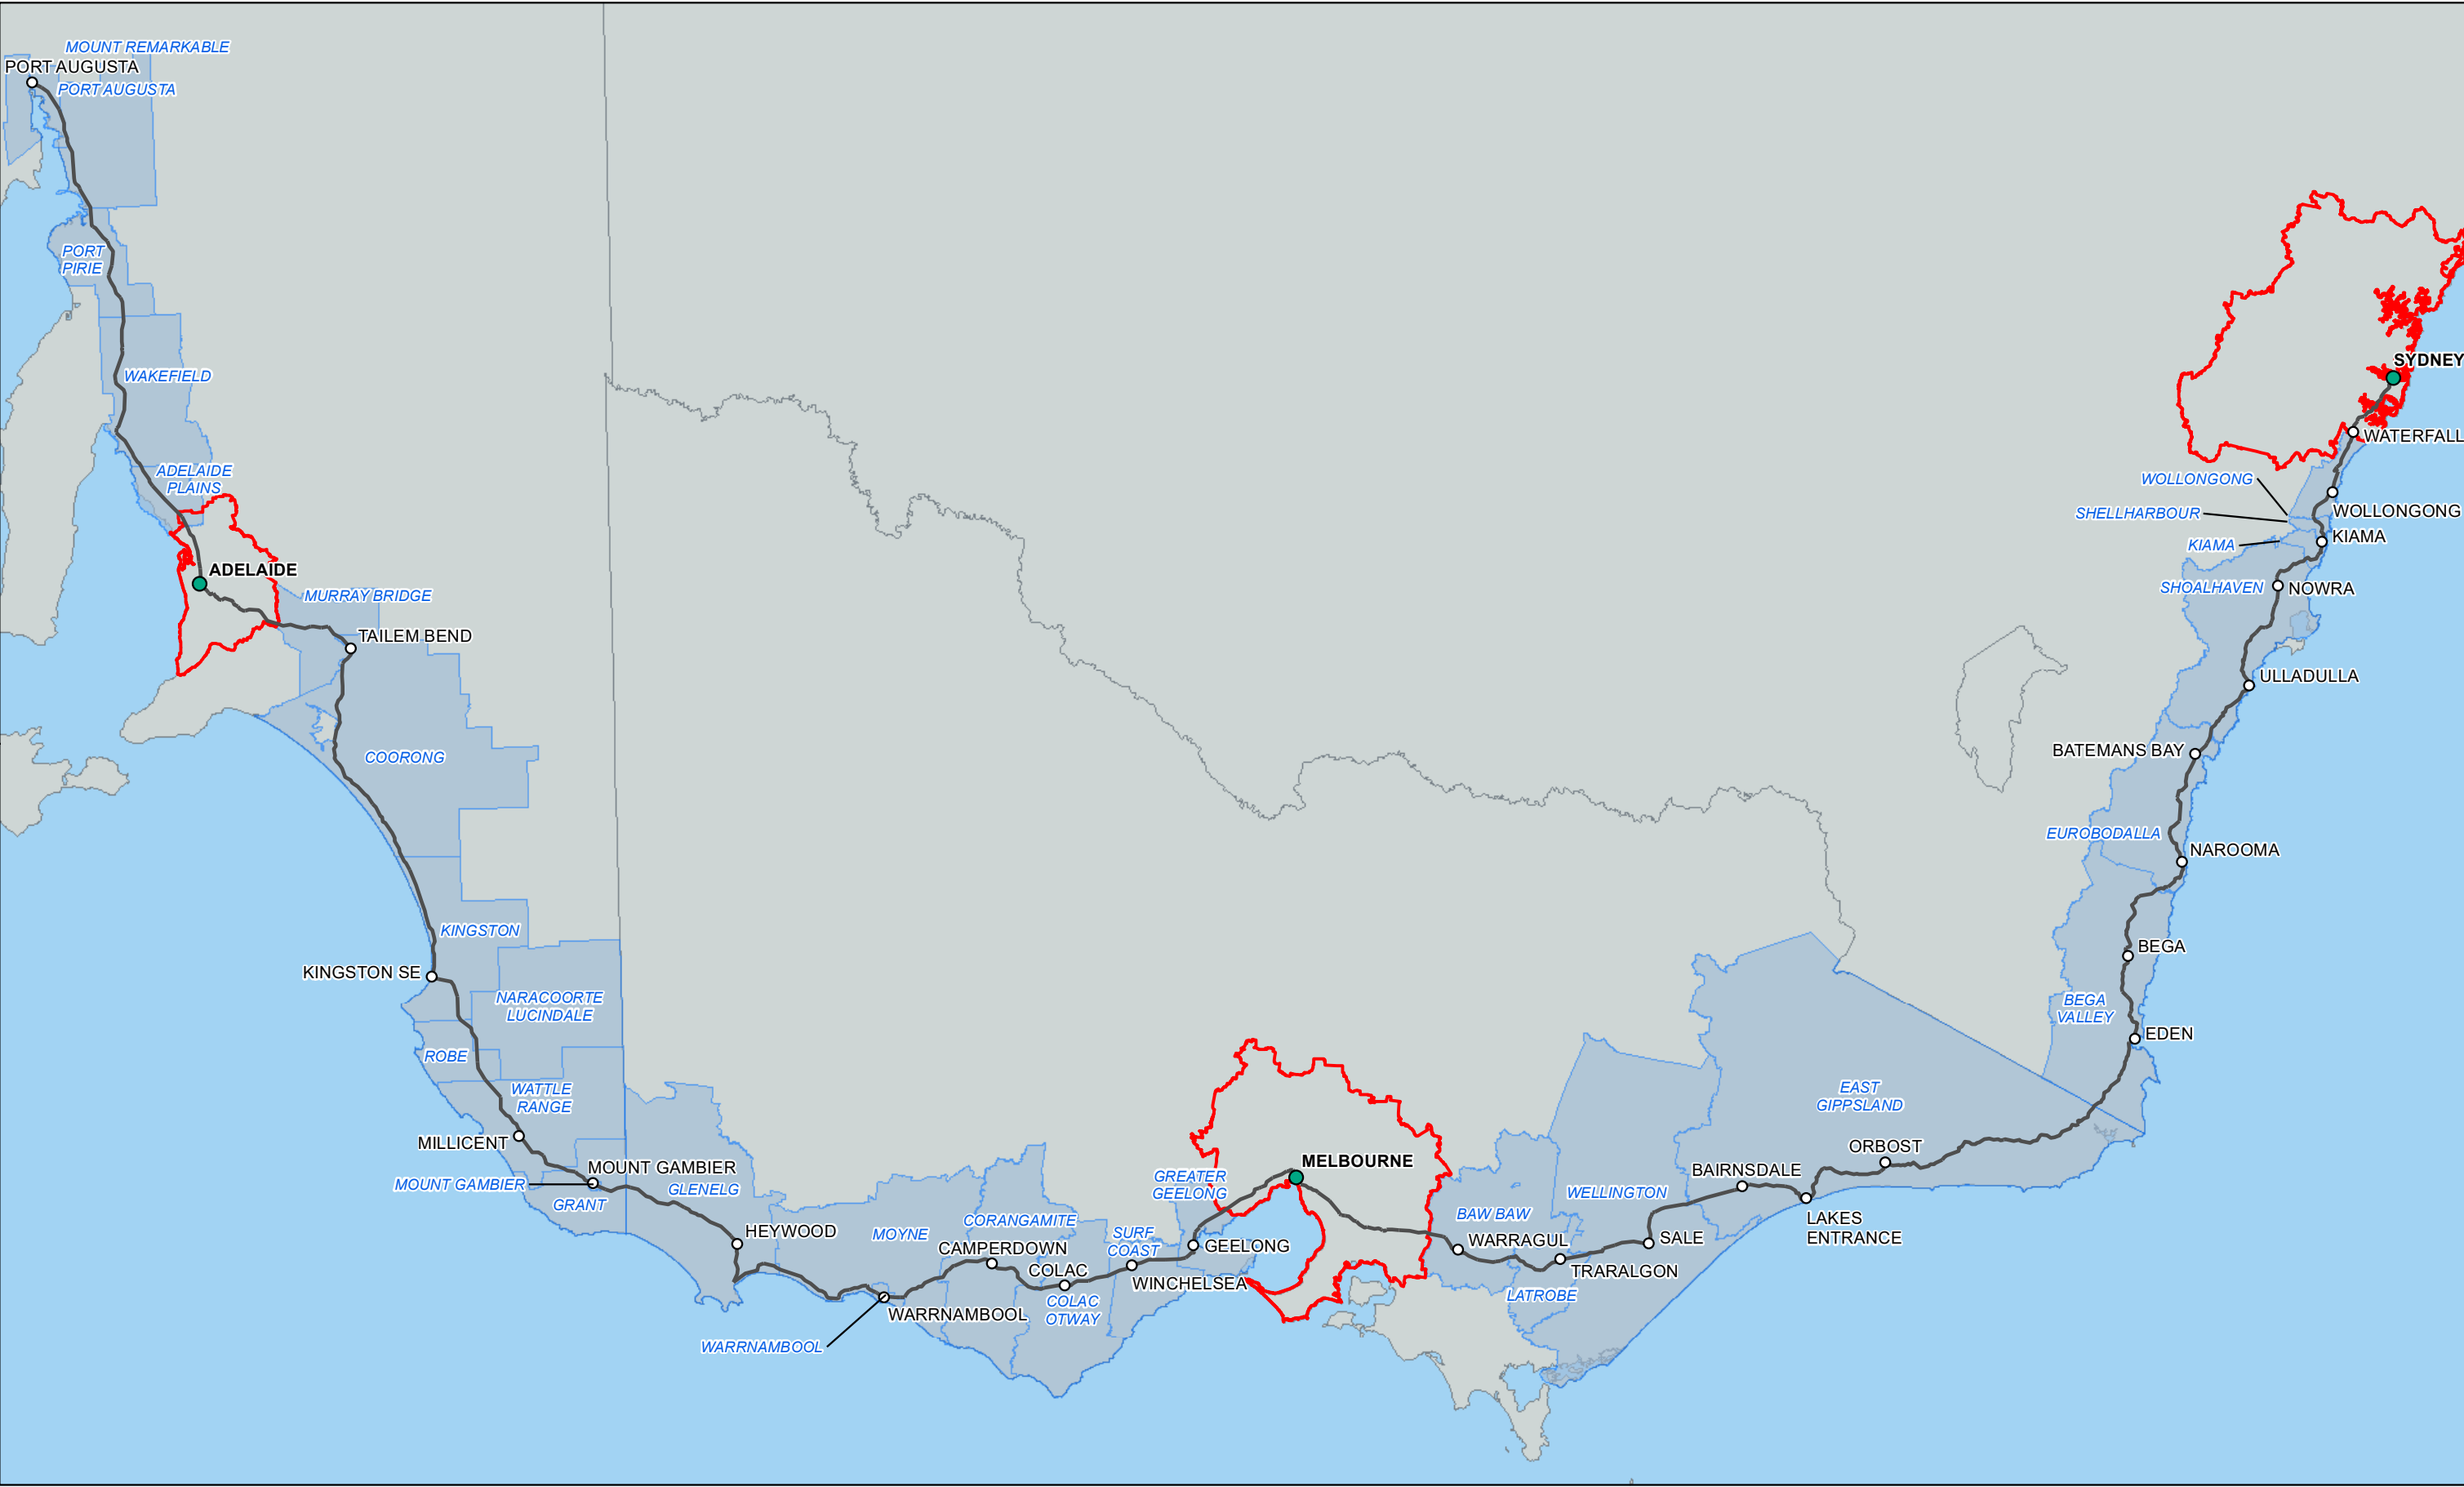 MOUNT REMARKABLE
PORT AUGUSTA
PORT AUGUSTA
PORT
PIRIE
WAKEFIELD
ADELAIDE
PLAINS
ADELAIDE
MURRAY BRIDGE
TAILEM BEND
COORONG
KINGSTON
KINGSTON SE
NARACOORTE
LUCINDALE
ROBE
WATTLE
RANGE
MILLICENT
MOUNT GAMBIER
MOUNT GAMBIER
GLENELG
GRANT
HEYWOOD
MOYNE
WARRNAMBOOL
WARRNAMBOOL
CORANGAMITE
CAMPERDOWN
COLAC
COLAC
OTWAY
SURF
COAST
WINCHELSEA
GREATER
GEELONG
GEELONG
MELBOURNE
BAW BAW
WARRAGUL
LATROBE
TRARALGON
WELLINGTON
SALE
BAIRNSDALE
LAKES
ENTRANCE
ORBOST
EAST
GIPPSLAND
EDEN
BEGA
VALLEY
BEGA
NAROOMA
EUROBODALLA
BATEMANS BAY
ULLADULLA
SHOALHAVEN
NOWRA
KIAMA
KIAMA
SHELLHARBOUR
WOLLONGONG
WOLLONGONG
WATERFALL
SYDNEY